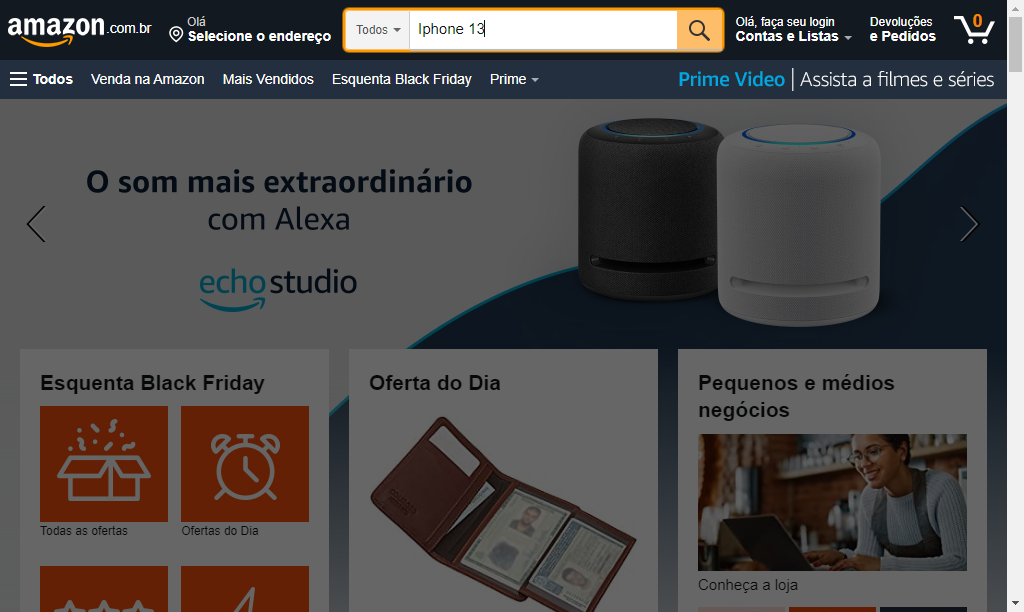 amazon.com.br
Olá
Selecione o endereço
Todos
Iphone 13
Olá, faça seu login
Contas e Listas
Devoluções
e Pedidos
0
Todos
Venda na Amazon
Mais Vendidos
Esquenta Black Friday
Prime
Prime Video | Assista a filmes e séries
O som mais extraordinário
com Alexa
echo studio
Esquenta Black Friday
Todas as ofertas
Ofertas do Dia
Oferta do Dia
Pequenos e médios
negócios
Conheça a loja